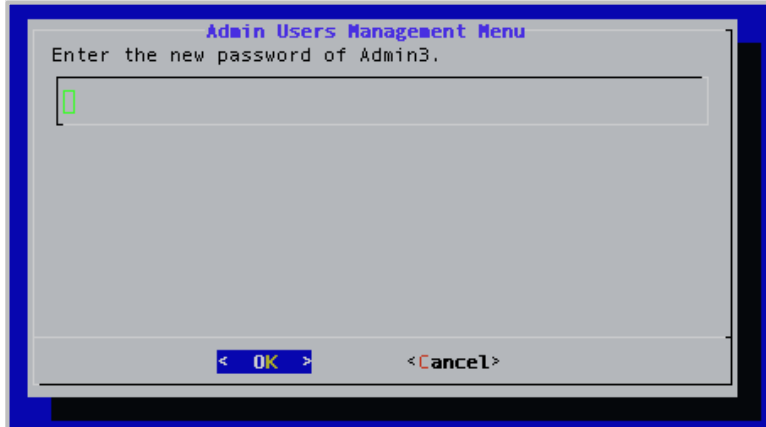 Admin Users Management Menu
Enter the new password of Admin3.
< OK > <Cancel>